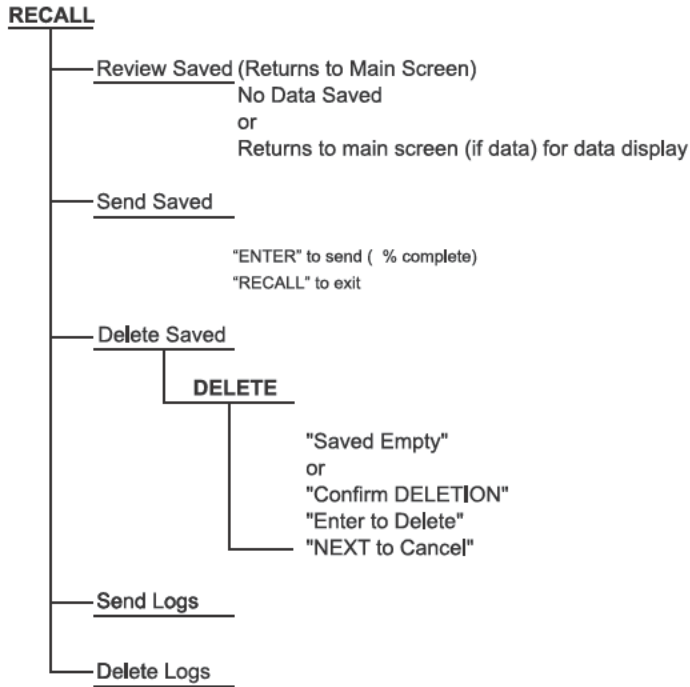 RECALL
Review Saved (Returns to Main Screen)
No Data Saved
or
Returns to main screen (if data) for data display
Send Saved
"ENTER" to send (  % complete)
"RECALL" to exit
Delete Saved
DELETE
"Saved Empty"
or
"Confirm DELETION"
"Enter to Delete"
"NEXT to Cancel"
Send Logs
Delete Logs